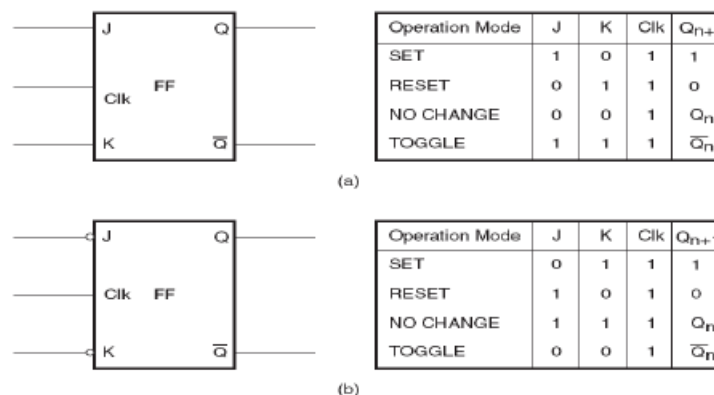 J Q
Clk FF
K Q̅
Operation Mode J K Clk Qn+
SET 1 0 1 1
RESET 0 1 1 0
NO CHANGE 0 0 1 Qn
TOGGLE 1 1 1 Q̅n
(a)
J Q
Clk FF
K Q̅
Operation Mode J K Clk Qn+
SET 0 1 1 1
RESET 1 0 1 0
NO CHANGE 1 1 1 Qn
TOGGLE 0 0 1 Q̅n
(b)